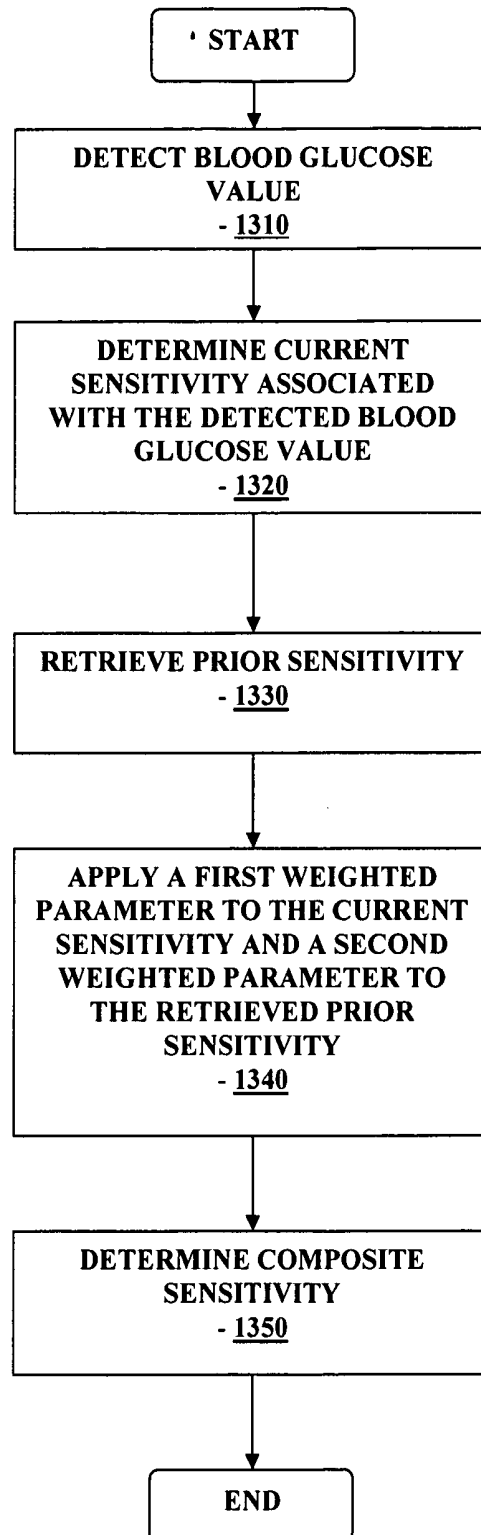 START
DETECT BLOOD GLUCOSE
VALUE
- 1310
DETERMINE CURRENT
SENSITIVITY ASSOCIATED
WITH THE DETECTED BLOOD
GLUCOSE VALUE
- 1320
RETRIEVE PRIOR SENSITIVITY
- 1330
APPLY A FIRST WEIGHTED
PARAMETER TO THE CURRENT
SENSITIVITY AND A SECOND
WEIGHTED PARAMETER TO
THE RETRIEVED PRIOR
SENSITIVITY
- 1340
DETERMINE COMPOSITE
SENSITIVITY
- 1350
END